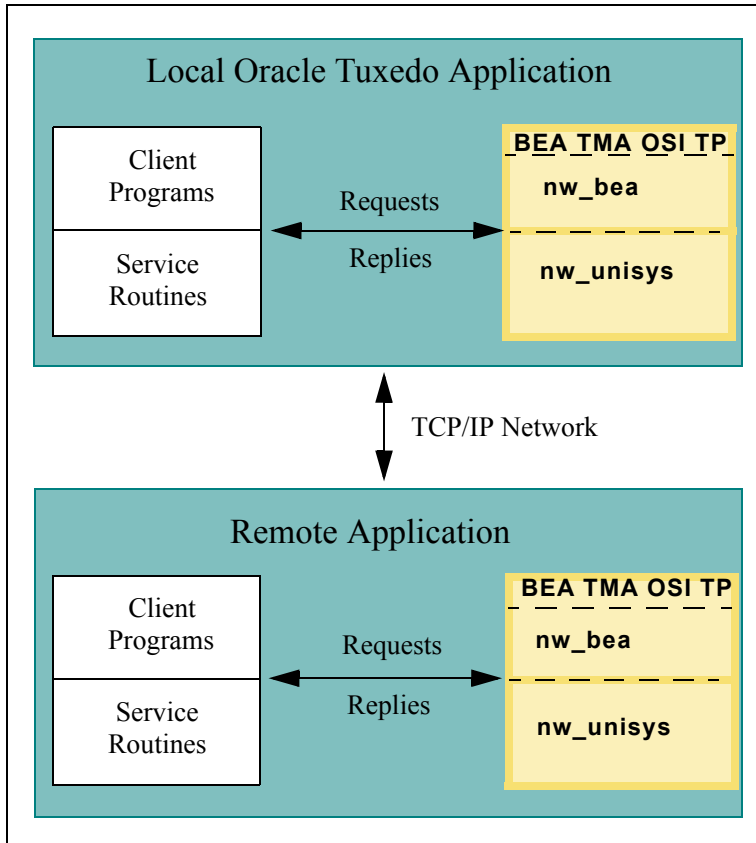 Local Oracle Tuxedo Application
Client
Programs
Service
Routines
Requests
Replies
BEA TMA OSI TP
nw_bea
nw_unisys
TCP/IP Network
Remote Application
Client
Programs
Service
Routines
Requests
Replies
BEA TMA OSI TP
nw_bea
nw_unisys